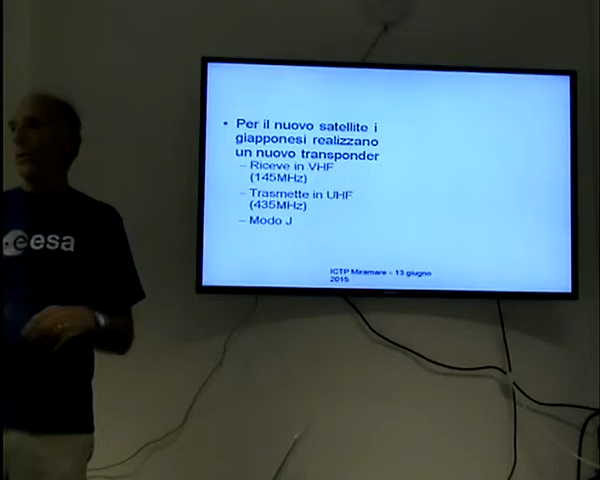 • Per il nuovo satellite i
giapponesi realizzano
un nuovo transponder
– Riceve in VHF
(145MHz)
– Trasmette in UHF
(435MHz)
– Modo J
ICTP Miramare - 13 giugno
2015
esa